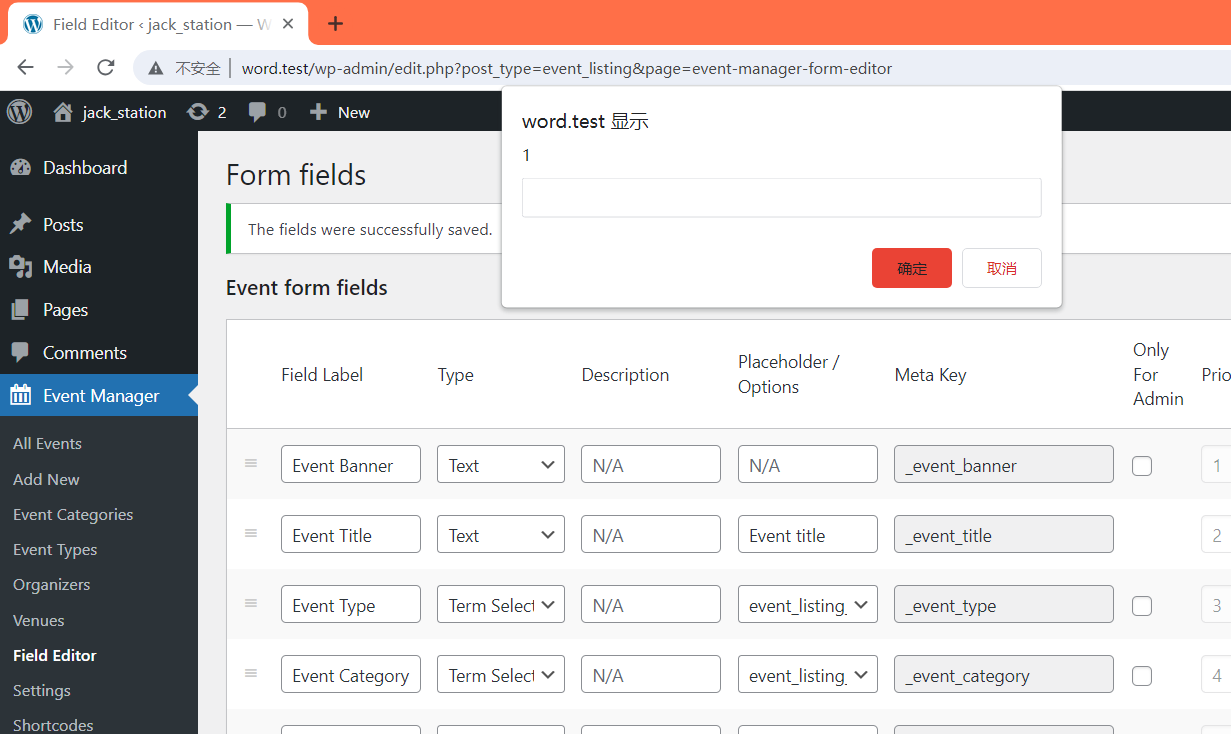 Field Editor ‹ jack_station — W
不安全
word.test/wp-admin/edit.php?post_type=event_listing&page=event-manager-form-editor
jack_station
2
0
New
word.test 显示
1
确定
取消
Dashboard
Posts
Media
Pages
Comments
Event Manager
All Events
Add New
Event Categories
Event Types
Organizers
Venues
Field Editor
Settings
Shortcodes
Form fields
The fields were successfully saved.
Event form fields
Field Label
Type
Description
Placeholder /
Options
Meta Key
Only
For
Admin
Prio
Event Banner
Text
N/A
N/A
_event_banner
1
Event Title
Text
N/A
Event title
_event_title
2
Event Type
Term Select
N/A
event_listing_
_event_type
3
Event Category
Term Select
N/A
event_listing_
_event_category
4